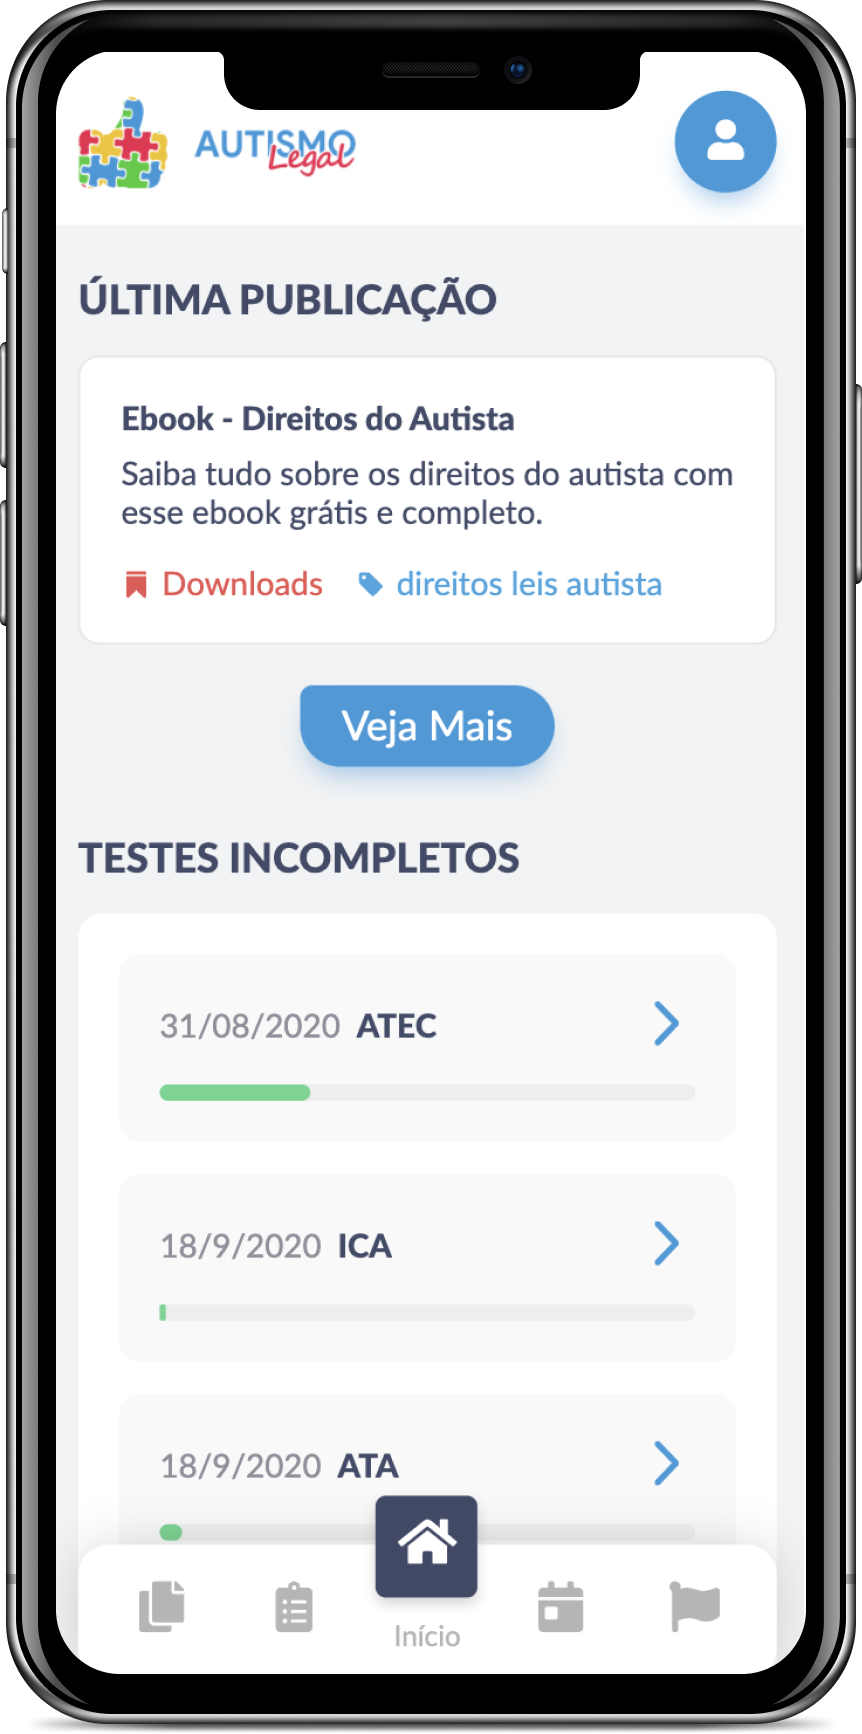 AUTISMO
Legal
ÚLTIMA PUBLICAÇÃO
Ebook - Direitos do Autista
Saiba tudo sobre os direitos do autista com
esse ebook grátis e completo.
Downloads direitos leis autista
Veja Mais
TESTES INCOMPLETOS
31/08/2020 ATEC
18/9/2020 ICA
18/9/2020 ATA
Início